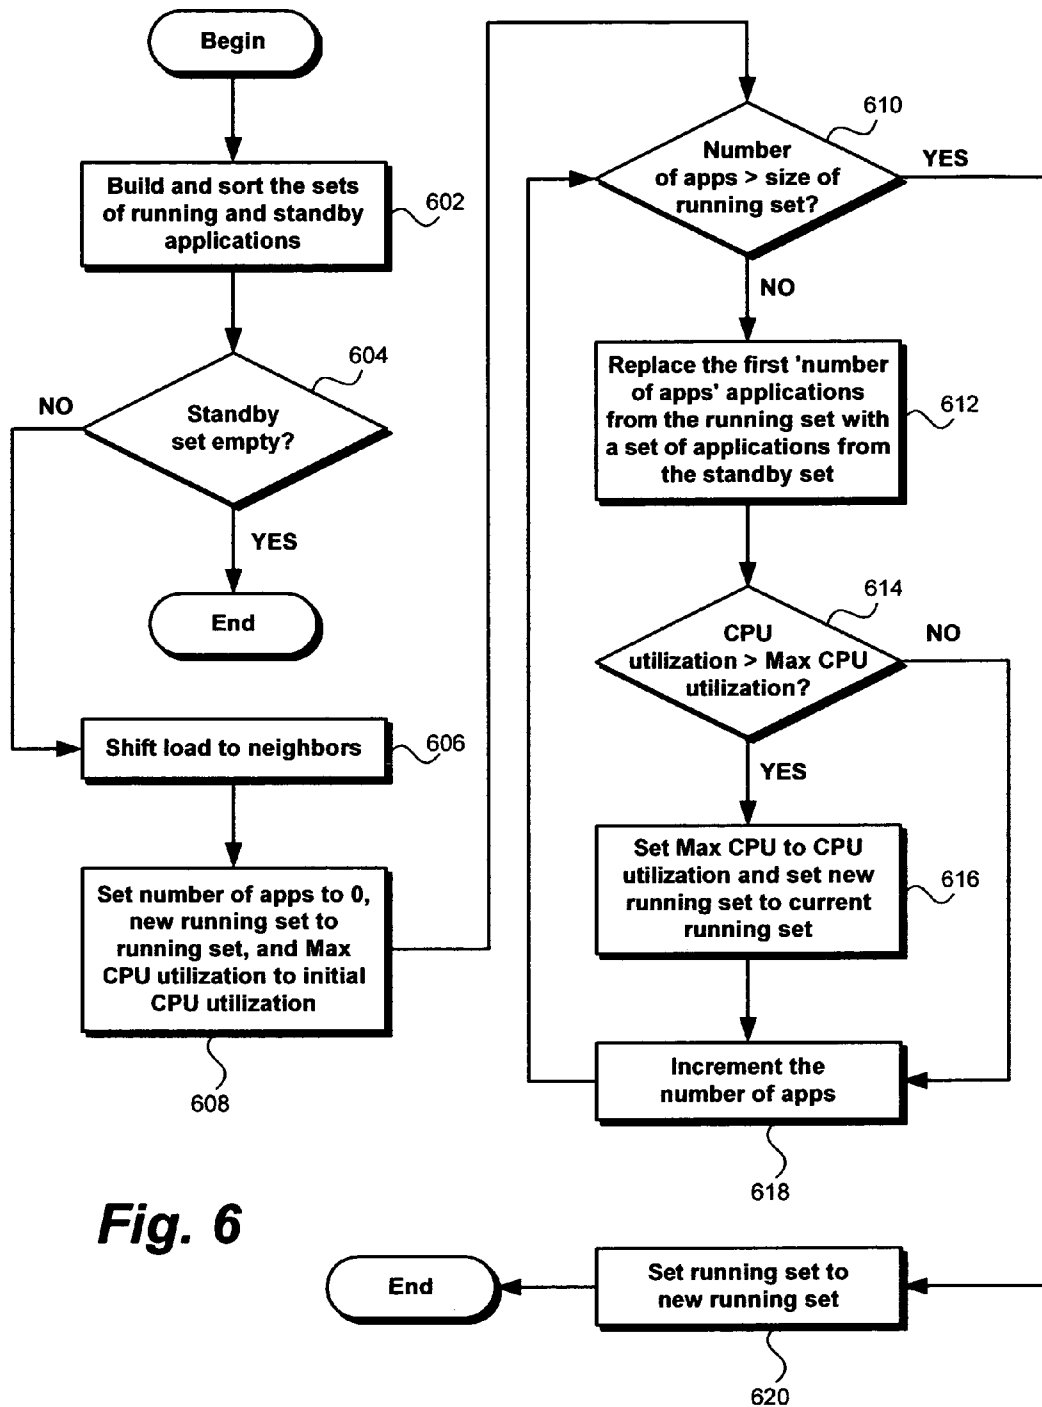 Begin
Build and sort the sets
of running and standby
applications
602
604
Standby
set empty?
NO
YES
End
Shift load to neighbors
606
Set number of apps to 0,
new running set to
running set, and Max
CPU utilization to initial
CPU utilization
608
610
Number
of apps > size of
running set?
YES
NO
Replace the first 'number
of apps' applications
from the running set with
a set of applications from
the standby set
612
614
CPU
utilization > Max CPU
utilization?
NO
YES
Set Max CPU to CPU
utilization and set new
running set to current
running set
616
Increment the
number of apps
618
Set running set to
new running set
620
End
Fig. 6